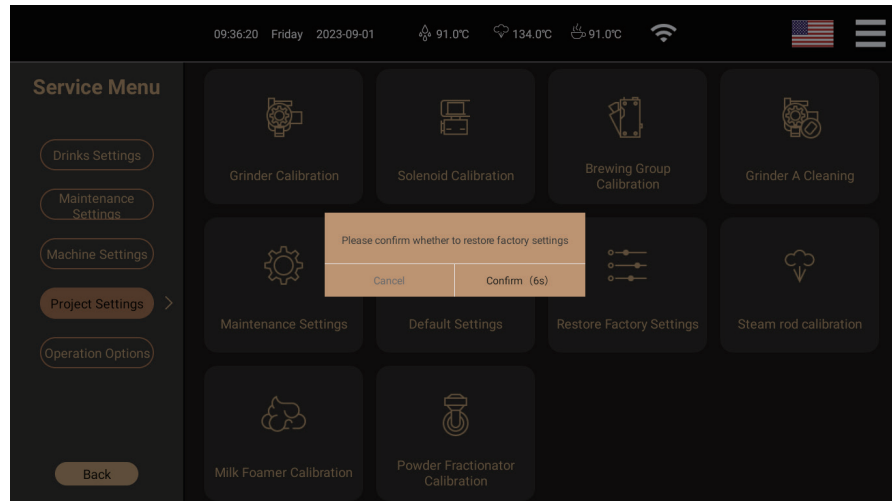 09:36:20 Friday 2023-09-01 91.0℃ 134.0℃ 91.0℃
Service Menu
Drinks Settings
Maintenance
Settings
Machine Settings
Project Settings
Operation Options
Back
Grinder Calibration
Solenoid Calibration
Brewing Group
Calibration
Grinder A Cleaning
Please confirm whether to restore factory settings
Cancel
Confirm (6s)
Maintenance Settings
Default Settings
Restore Factory Settings
Steam rod calibration
Milk Foamer Calibration
Powder Fractionator
Calibration